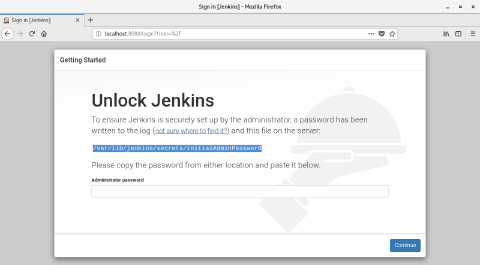 Sign in [Jenkins] - Mozilla Firefox
Sign in [Jenkins]
localhost:8080/login?from=%2F
Getting Started
Unlock Jenkins
To ensure Jenkins is securely set up by the administrator, a password has been
written to the log (not sure where to find it?) and this file on the server:
/var/lib/jenkins/secrets/initialAdminPassword
Please copy the password from either location and paste it below.
Administrator password
Continue